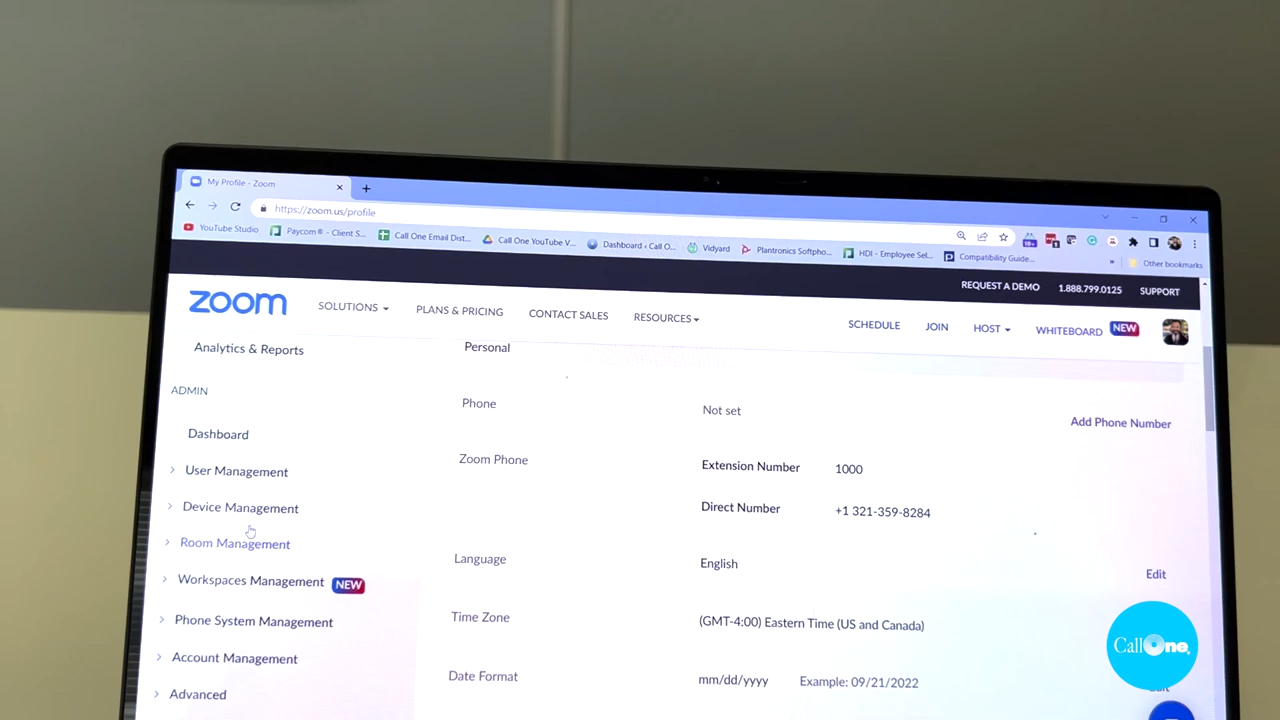 My Profile - Zoom
https://zoom.us/profile
YouTube Studio
Paycom® - Client S...
Call One Email Dist...
Call One YouTube V...
Dashboard ‹ Call O...
Vidyard
Plantronics Softpho...
HDI - Employee Sel...
Compatibility Guide...
»
Other bookmarks
REQUEST A DEMO 1.888.799.0125 SUPPORT
zoom SOLUTIONS PLANS & PRICING CONTACT SALES RESOURCES SCHEDULE JOIN HOST WHITEBOARD NEW
Analytics & Reports
ADMIN
Dashboard
User Management
Device Management
Room Management
Workspaces Management NEW
Phone System Management
Account Management
Advanced
Personal
Phone Not set Add Phone Number
Zoom Phone Extension Number 1000
Direct Number +1 321-359-8284
Language English Edit
Time Zone (GMT-4:00) Eastern Time (US and Canada)
Date Format mm/dd/yyyy Example: 09/21/2022
CallOne